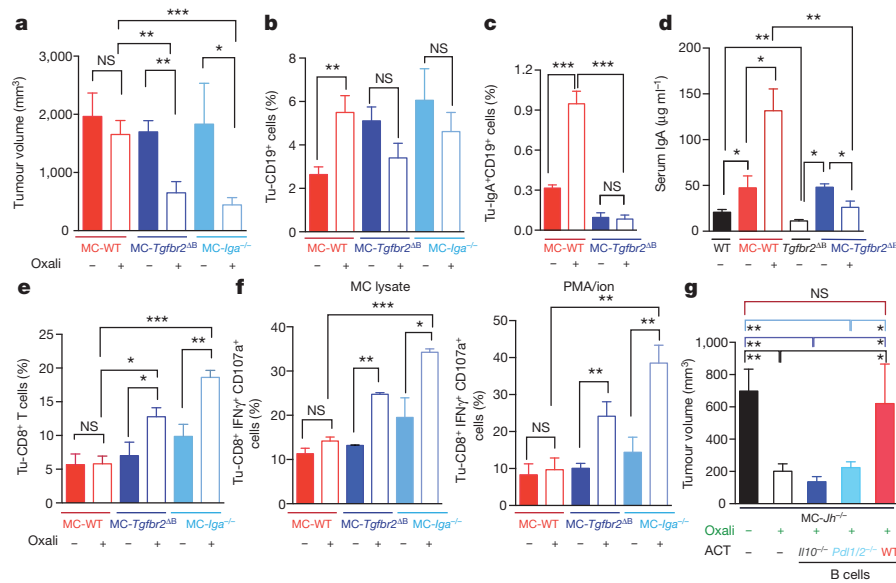 a
Tumour volume (mm³)
3,000
2,000
1,000
0
NS
**
***
**
*
MC-WT
MC-Tgfbr2ΔB
MC-Iga−/−
Oxali
− + − + − +
b
Tu-CD19⁺ cells (%)
8
6
4
2
0
**
NS
NS
MC-WT
MC-Tgfbr2ΔB
MC-Iga−/−
− + − + − +
c
Tu-IgA⁺CD19⁺ cells (%)
1.2
0.9
0.6
0.3
0
***
***
NS
MC-WT
MC-Tgfbr2ΔB
− + − +
d
Serum IgA (µg ml⁻¹)
200
150
100
50
0
**
**
*
*
*
*
WT MC-WT Tgfbr2ΔB MC-Tgfbr2ΔB
− − + − − +
e
Tu-CD8⁺ T cells (%)
25
20
15
10
5
0
***
*
**
NS
*
MC-WT
MC-Tgfbr2ΔB
MC-Iga−/−
Oxali
− + − + − +
f
MC lysate
Tu-CD8⁺ IFNγ⁺ CD107a⁺
cells (%)
40
30
20
10
0
***
*
**
NS
MC-WT
MC-Tgfbr2ΔB
MC-Iga−/−
− + − + − +
PMA/ion
Tu-CD8⁺ IFNγ⁺ CD107a⁺
cells (%)
50
40
30
20
10
0
**
**
**
NS
MC-WT
MC-Tgfbr2ΔB
MC-Iga−/−
− + − + − +
g
Tumour volume (mm³)
1,000
800
600
400
200
0
NS
** * *
** * *
** *
MC-Jh−/−
Oxali − + + + +
ACT − − Il10−/− Pdl1/2−/− WT
B cells